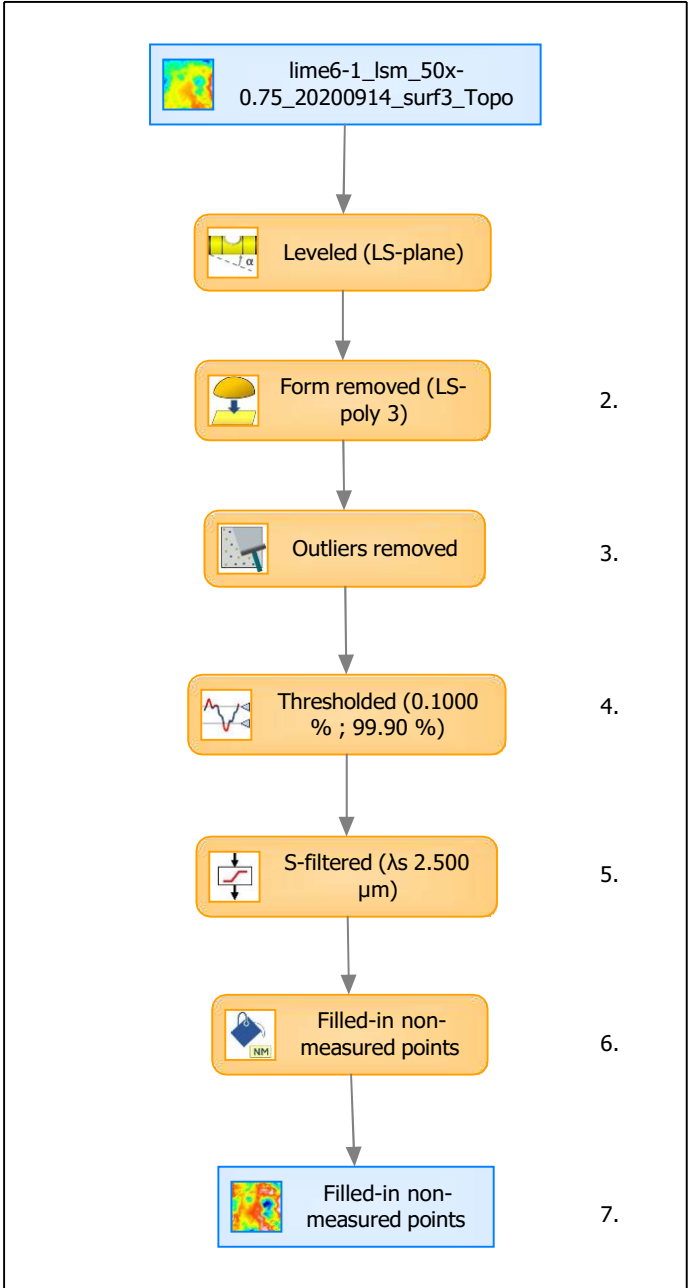 lime6-1_lsm_50x-
0.75_20200914_surf3_Topo
α
Leveled (LS-plane)
Form removed (LS-
poly 3)
2.
Outliers removed
3.
Thresholded (0.1000
% ; 99.90 %)
4.
S-filtered (λs 2.500
µm)
5.
NM
Filled-in non-
measured points
6.
Filled-in non-
measured points
7.